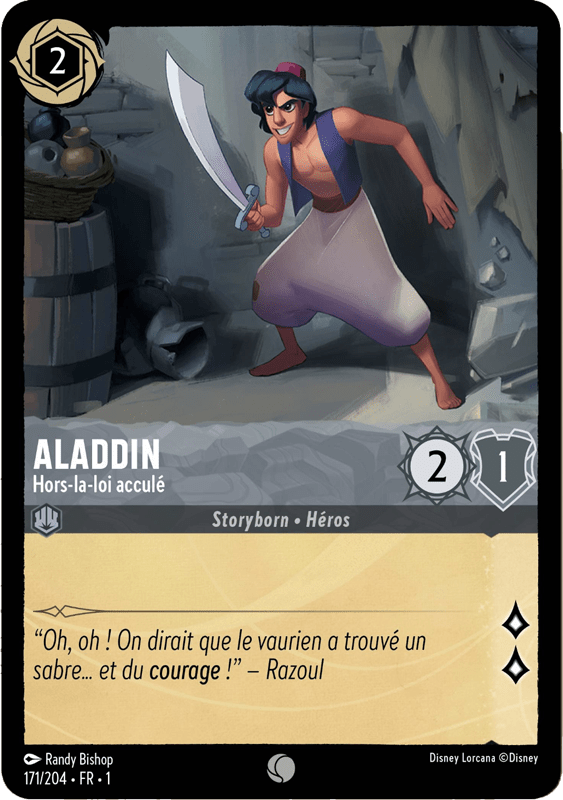 2
ALADDIN
Hors-la-loi acculé
2
1
Storyborn • Héros
“Oh, oh ! On dirait que le vaurien a trouvé un
sabre... et du courage !” – Razoul
Randy Bishop
Disney Lorcana ©Disney
171/204 • FR • 1